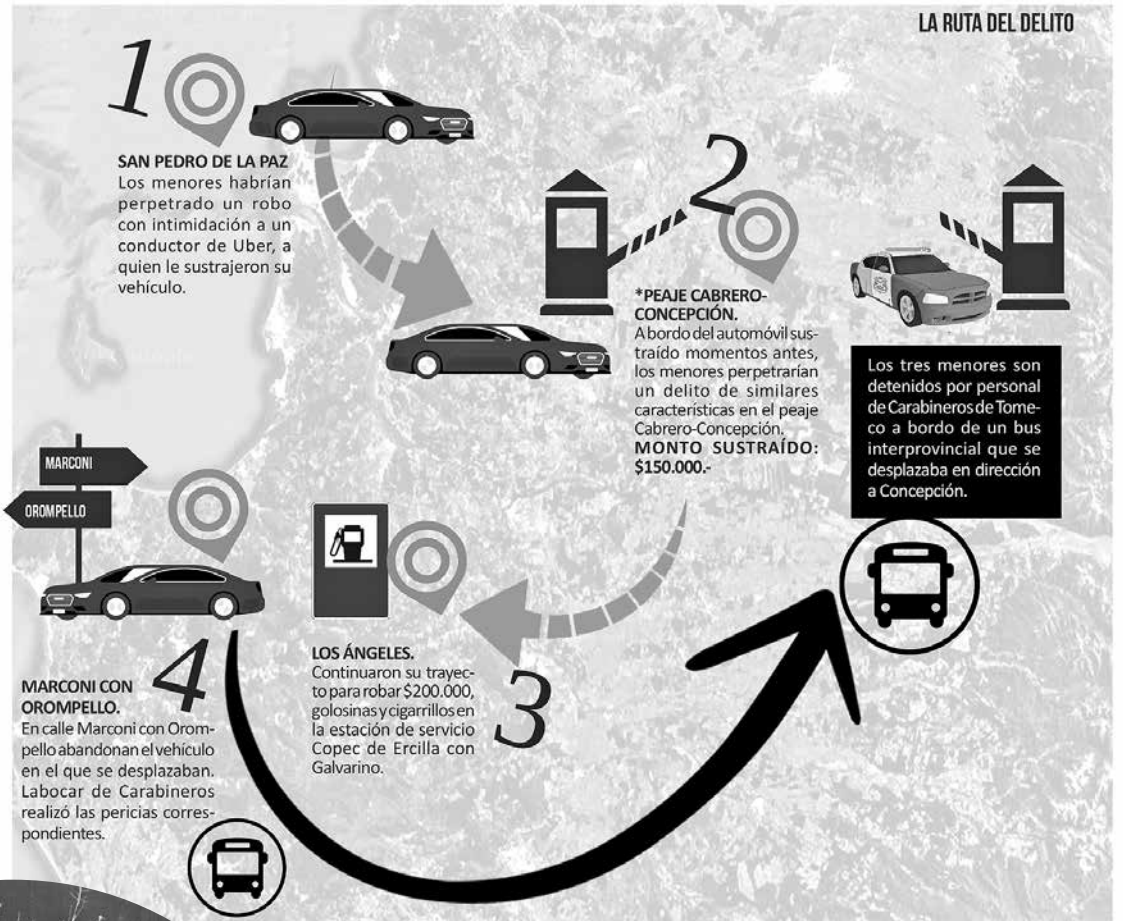 LA RUTA DEL DELITO
1
SAN PEDRO DE LA PAZ
Los menores habrían
perpetrado un robo
con intimidación a un
conductor de Uber, a
quien le sustrajeron su
vehículo.
2
*PEAJE CABRERO-
CONCEPCIÓN.
A bordo del automóvil sus-
traído momentos antes,
los menores perpetrarían
un delito de similares
características en el peaje
Cabrero-Concepción.
MONTO SUSTRAÍDO:
$150.000.-
Los tres menores son
detenidos por personal
de Carabineros de Tome-
co a bordo de un bus
interprovincial que se
desplazaba en dirección
a Concepción.
3
LOS ÁNGELES.
Continuaron su trayec-
to para robar $200.000,
golosinas y cigarrillos en
la estación de servicio
Copec de Ercilla con
Galvarino.
MARCONI
OROMPELLO
4
MARCONI CON
OROMPELLO.
En calle Marconi con Orom-
pello abandonan el vehículo
en el que se desplazaban.
Labocar de Carabineros
realizó las pericias corres-
pondientes.